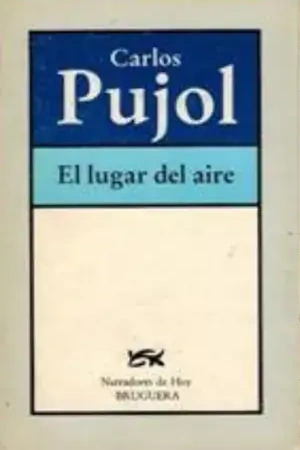 Carlos
Pujol
El lugar del aire
Narradores de Hoy
BRUGUERA